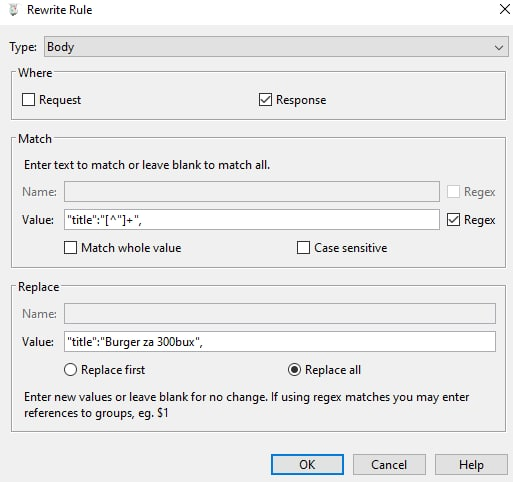 Rewrite Rule
Type: Body
Where
Request
Response
Match
Enter text to match or leave blank to match all.
Name:
Regex
Value: "title":"[^"]+",
Regex
Match whole value
Case sensitive
Replace
Name:
Value: "title":"Burger za 300bux",
Replace first
Replace all
Enter new values or leave blank for no change. If using regex matches you may enter
references to groups, eg. $1
OK
Cancel
Help